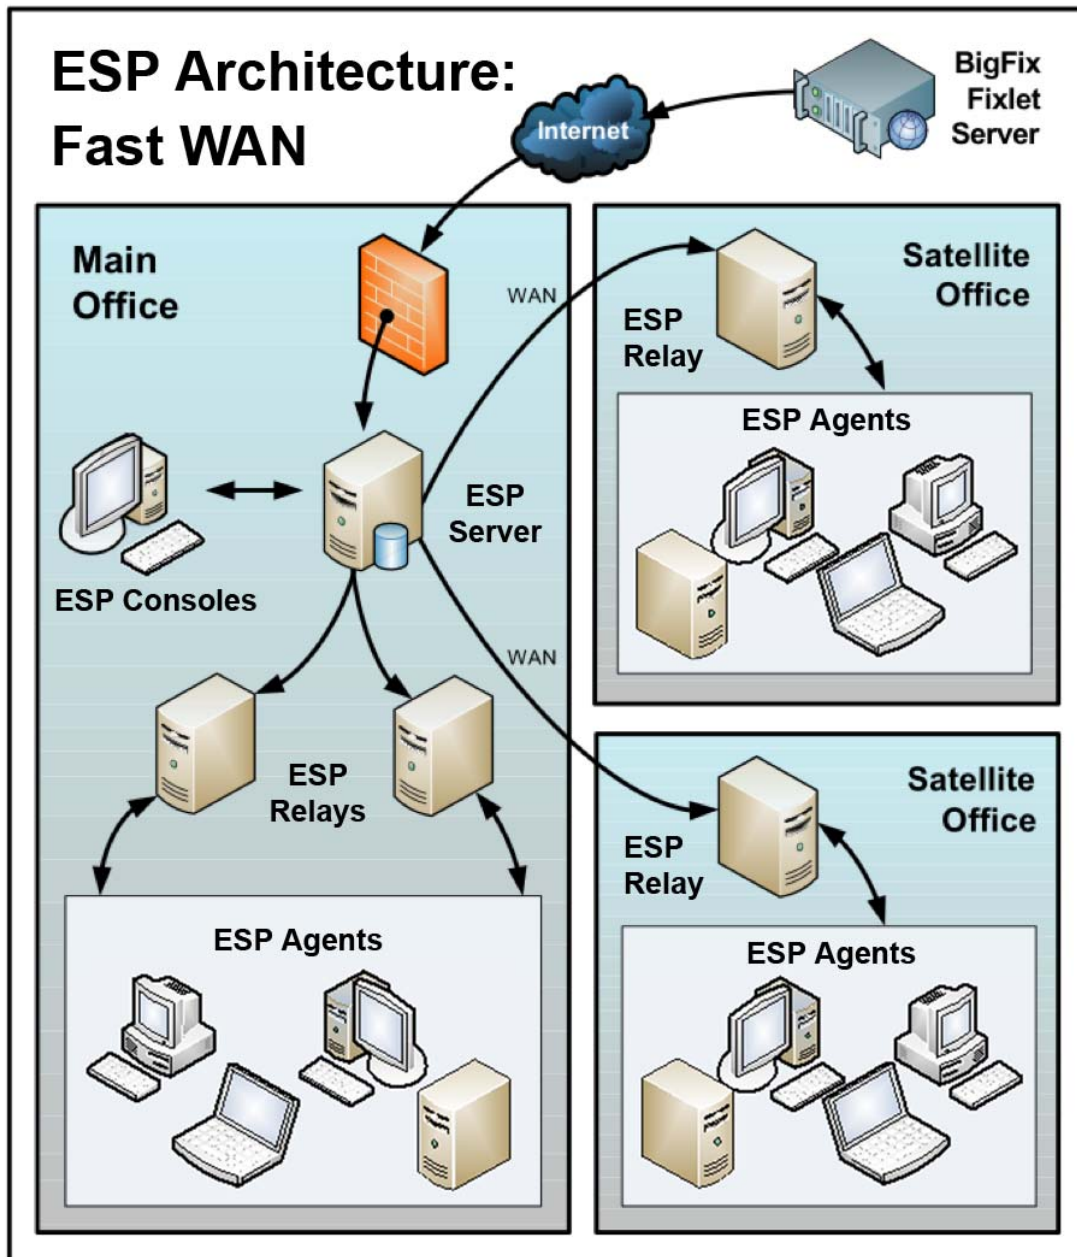 ESP Architecture:
Fast WAN
BigFix
Fixlet
Server
Internet
Main
Office
WAN
ESP
Server
ESP Consoles
WAN
ESP
Relays
ESP Agents
Satellite
Office
ESP
Relay
ESP Agents
Satellite
Office
ESP
Relay
ESP Agents